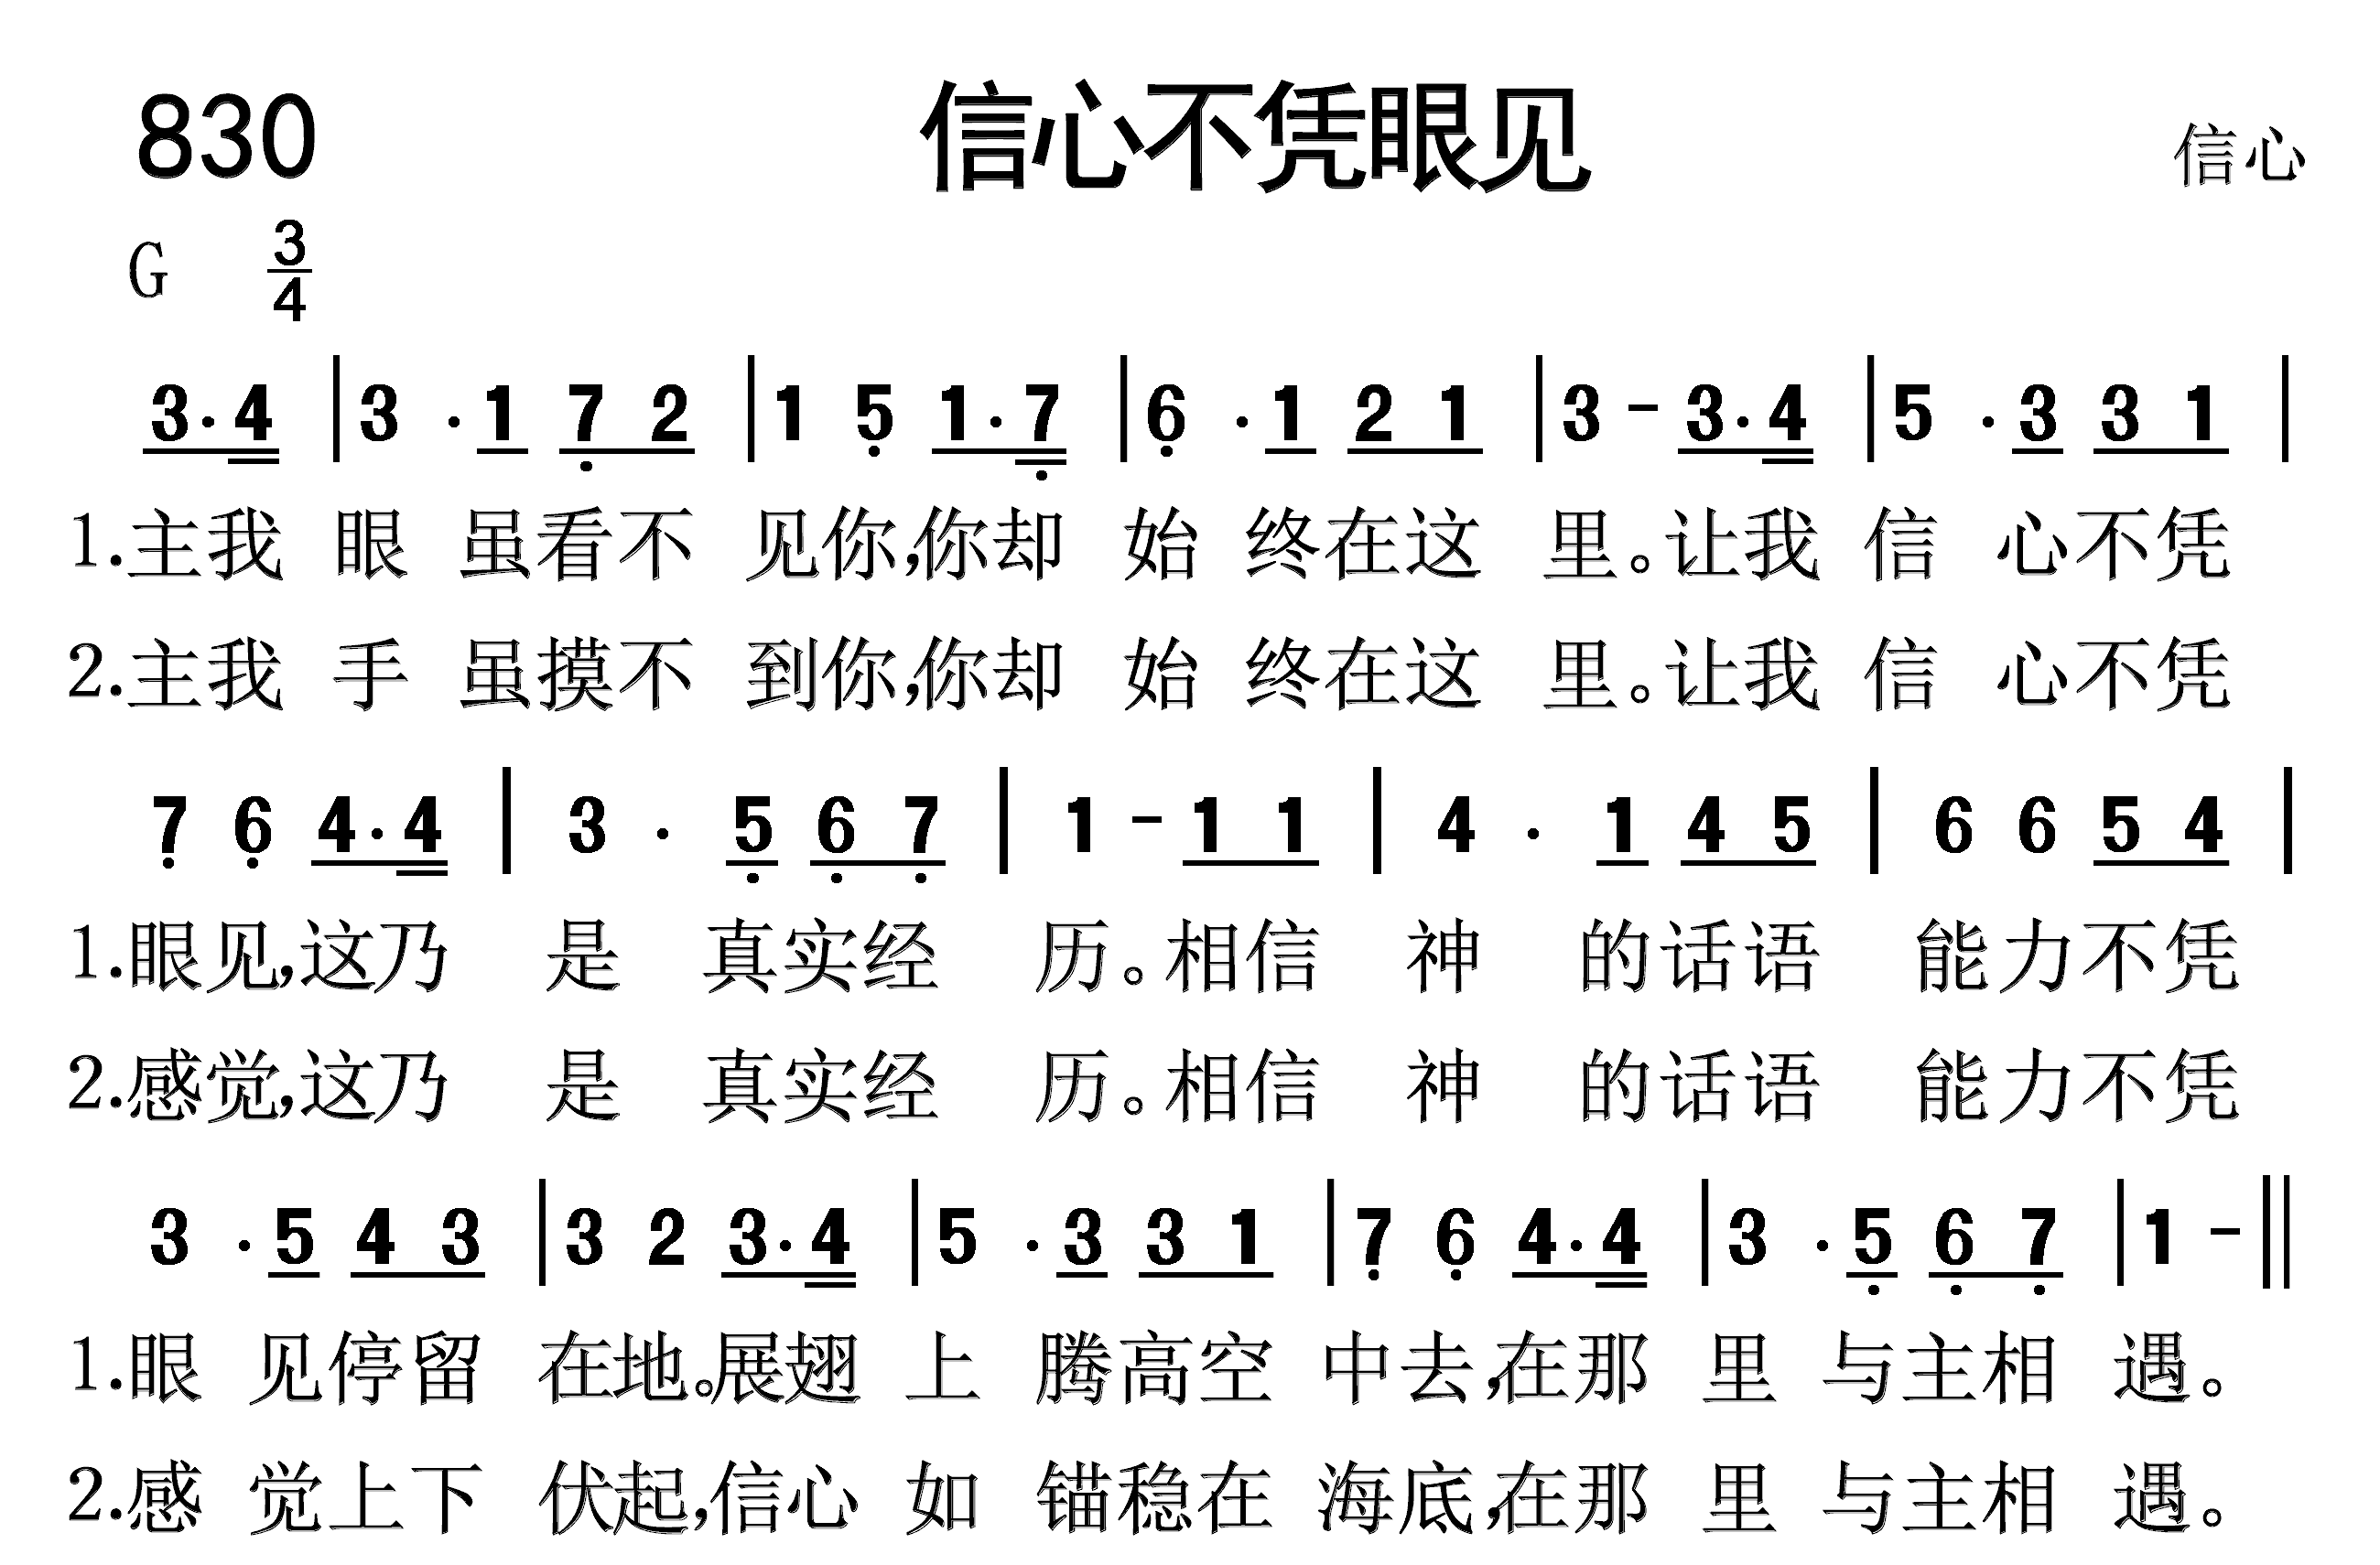 830 信心不凭眼见 信心
G 3/4
3·4 | 3 ·1 7 2 | 1 5 1·7 | 6 ·1 2 1 | 3 - 3·4 | 5 ·3 3 1 |
1.主我 眼 虽看不 见你,你却 始 终在这 里。让我 信 心不凭
2.主我 手 虽摸不 到你,你却 始 终在这 里。让我 信 心不凭
7 6 4·4 | 3 · 5 6 7 | 1 - 1 1 | 4 · 1 4 5 | 6 6 5 4 |
1.眼见,这乃 是 真实经 历。相信 神 的话语 能力不凭
2.感觉,这乃 是 真实经 历。相信 神 的话语 能力不凭
3 ·5 4 3 | 3 2 3·4 | 5 ·3 3 1 | 7 6 4·4 | 3 ·5 6 7 | 1 - ||
1.眼 见停留 在地。展翅 上 腾高空 中去,在那 里 与主相 遇。
2.感 觉上下 伏起,信心 如 锚稳在 海底,在那 里 与主相 遇。